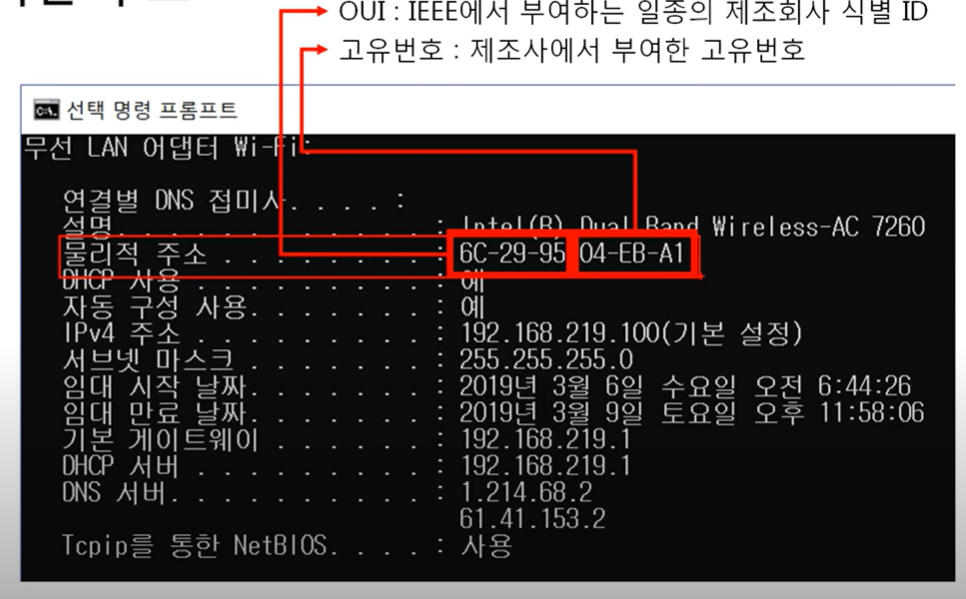 OUI : IEEE에서 부여하는 일종의 제조회사 식별 ID
고유번호 : 제조사에서 부여한 고유번호
선택 명령 프롬프트
무선 LAN 어댑터 Wi-Fi:
연결별 DNS 접미사. . . . :
설명. . . . . . . . . . . . : Intel(R) Dual Band Wireless-AC 7260
물리적 주소 . . . . . . . . : 6C-29-95-04-EB-A1
DHCP 사용 . . . . . . . . . : 예
자동 구성 사용. . . . . . . : 예
IPv4 주소 . . . . . . . . . : 192.168.219.100(기본 설정)
서브넷 마스크 . . . . . . . : 255.255.255.0
임대 시작 날짜. . . . . . . : 2019년 3월 6일 수요일 오전 6:44:26
임대 만료 날짜. . . . . . . : 2019년 3월 9일 토요일 오후 11:58:06
기본 게이트웨이 . . . . . . : 192.168.219.1
DHCP 서버 . . . . . . . . . : 192.168.219.1
DNS 서버. . . . . . . . . . : 1.214.68.2
61.41.153.2
Tcpip를 통한 NetBIOS. . . . : 사용